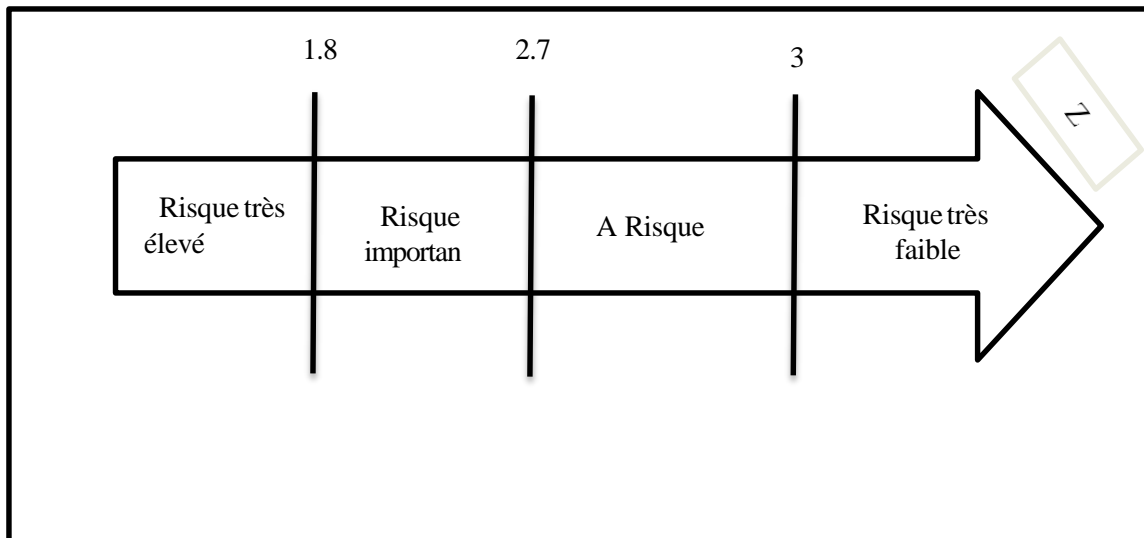 1.8
2.7
3
Z
Risque très
élevé
Risque
importan
A Risque
Risque très
faible